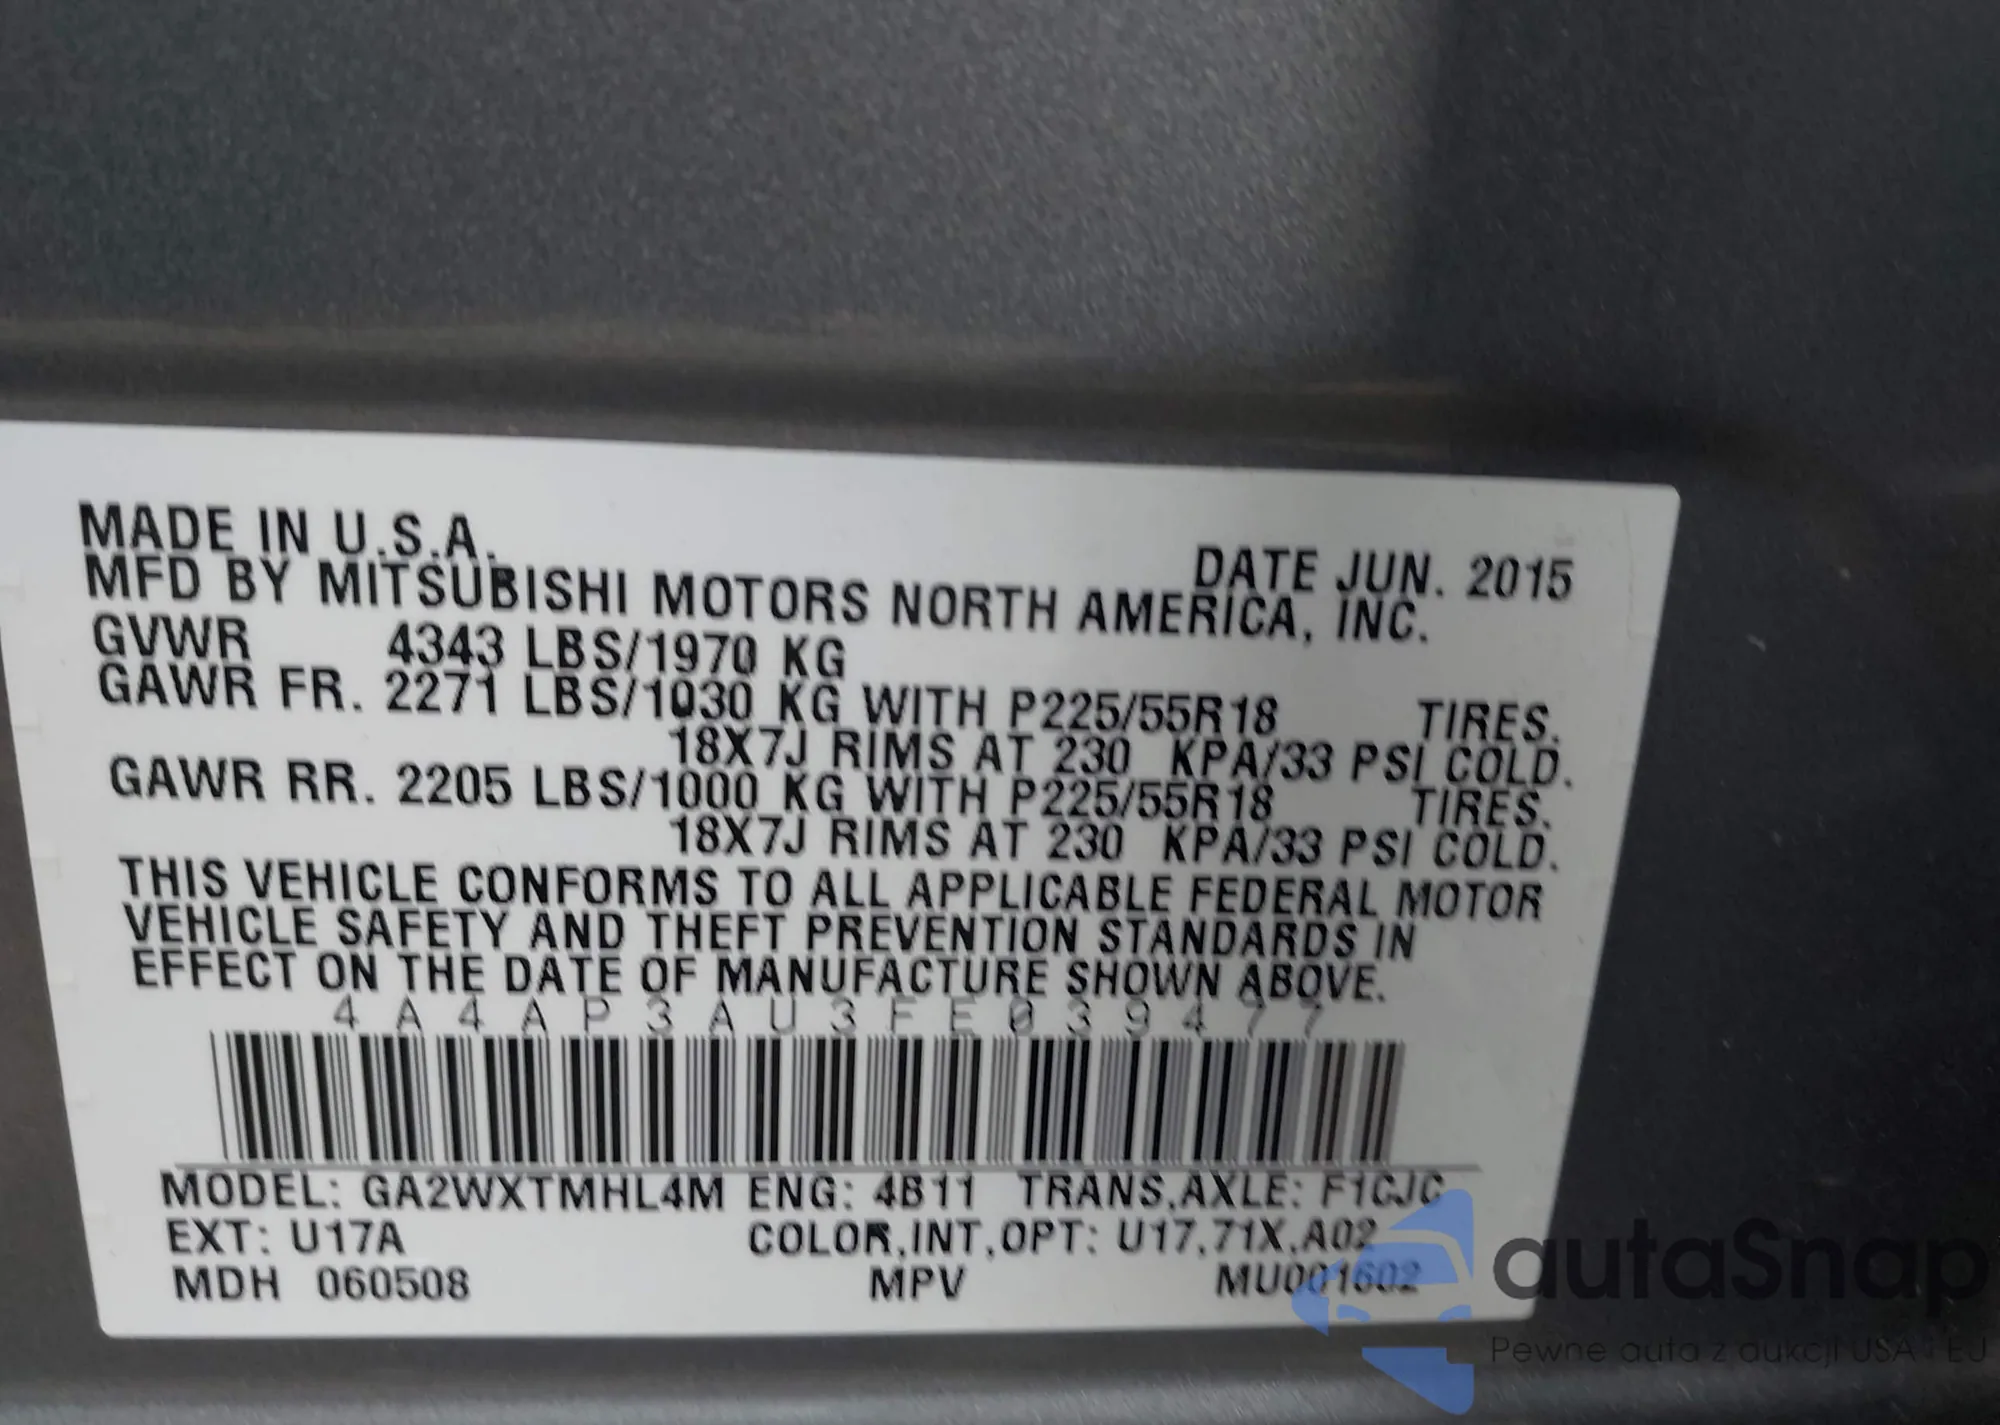 MADE IN U.S.A.
DATE JUN. 2015
MFD BY MITSUBISHI MOTORS NORTH AMERICA, INC.
GVWR 4343 LBS/1970 KG
GAWR FR. 2271 LBS/1030 KG WITH P225/55R18 TIRES.
18X7J RIMS AT 230 KPA/33 PSI COLD.
GAWR RR. 2205 LBS/1000 KG WITH P225/55R18 TIRES.
18X7J RIMS AT 230 KPA/33 PSI COLD.
THIS VEHICLE CONFORMS TO ALL APPLICABLE FEDERAL MOTOR
VEHICLE SAFETY AND THEFT PREVENTION STANDARDS IN
EFFECT ON THE DATE OF MANUFACTURE SHOWN ABOVE.
4A4AP3AU3FE039477
MODEL: GA2WXTMHL4M ENG: 4B11 TRANS,AXLE: F1CJC
EXT: U17A COLOR,INT,OPT: U17,71X,A02
MDH 060508 MPV MU001602
autaSnap
Pewne auta z aukcji USA i EU